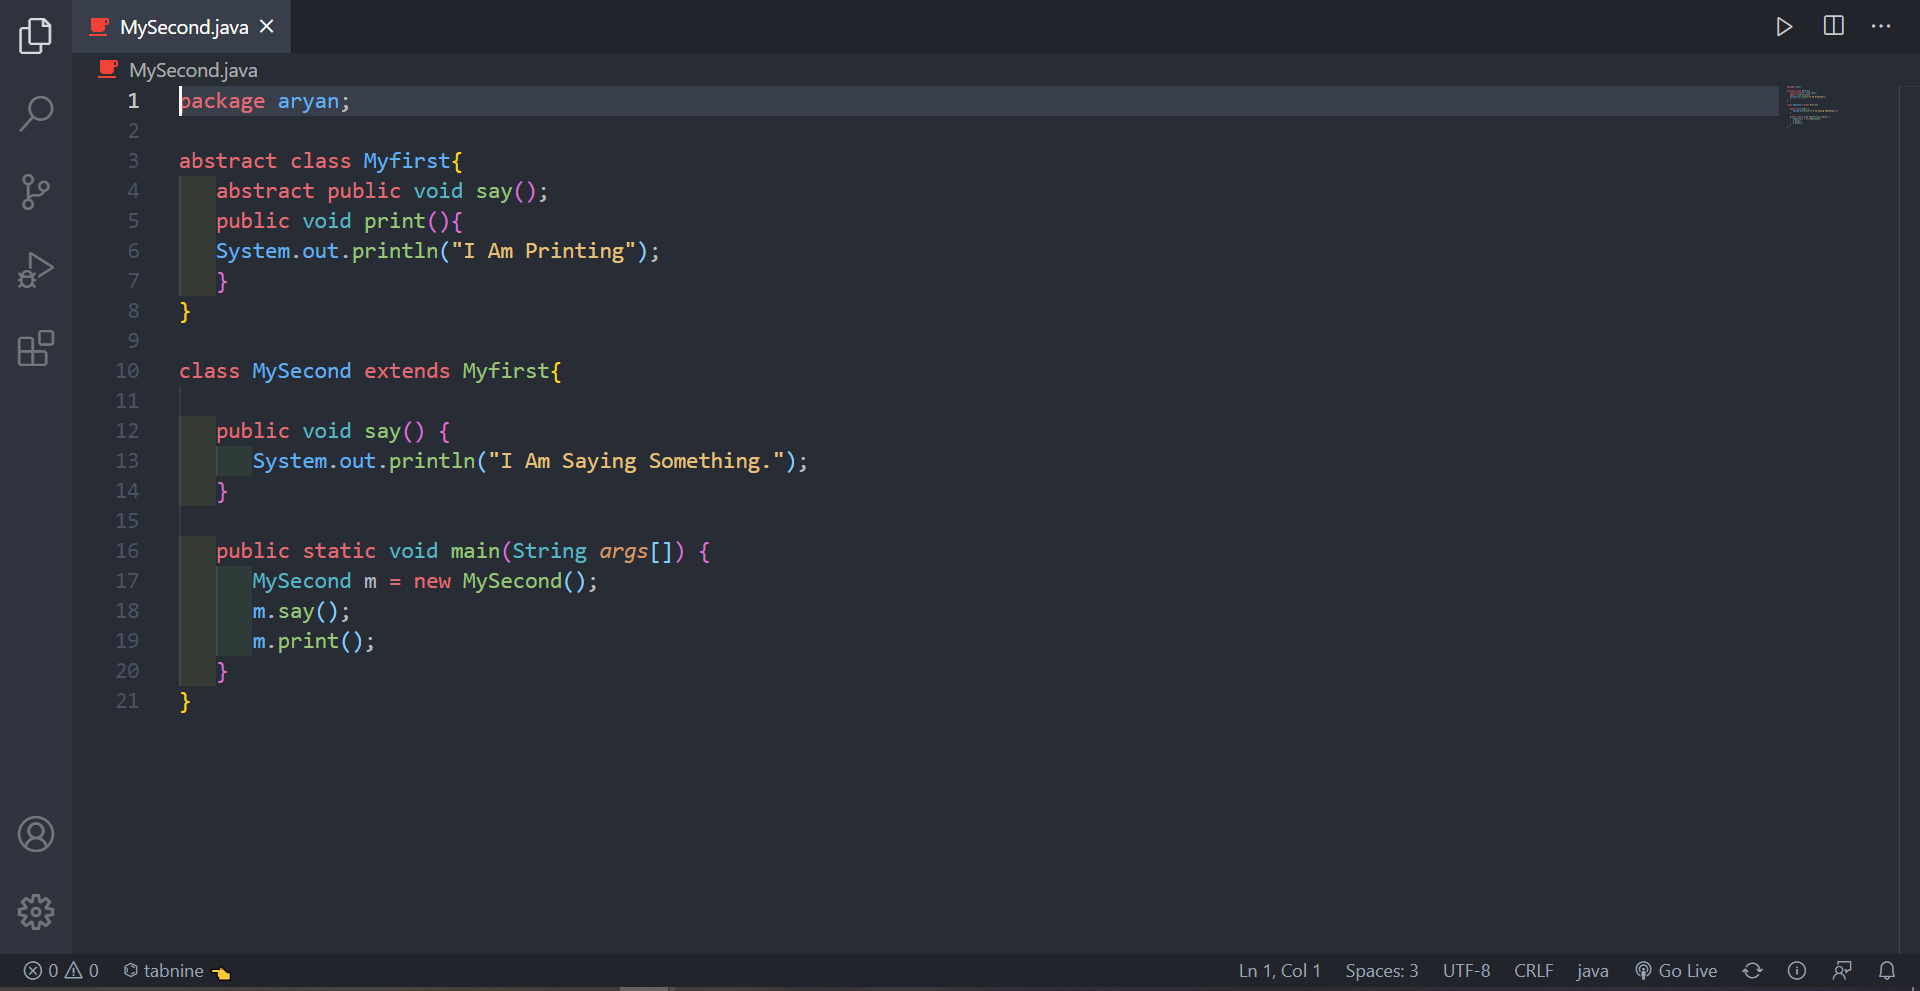 MySecond.java
MySecond.java
1 package aryan;
2
3 abstract class Myfirst{
4 abstract public void say();
5 public void print(){
6 System.out.println("I Am Printing");
7 }
8 }
9
10 class MySecond extends Myfirst{
11
12 public void say() {
13 System.out.println("I Am Saying Something.");
14 }
15
16 public static void main(String args[]) {
17 MySecond m = new MySecond();
18 m.say();
19 m.print();
20 }
21 }
0 0 tabnine Ln 1, Col 1 Spaces: 3 UTF-8 CRLF java Go Live